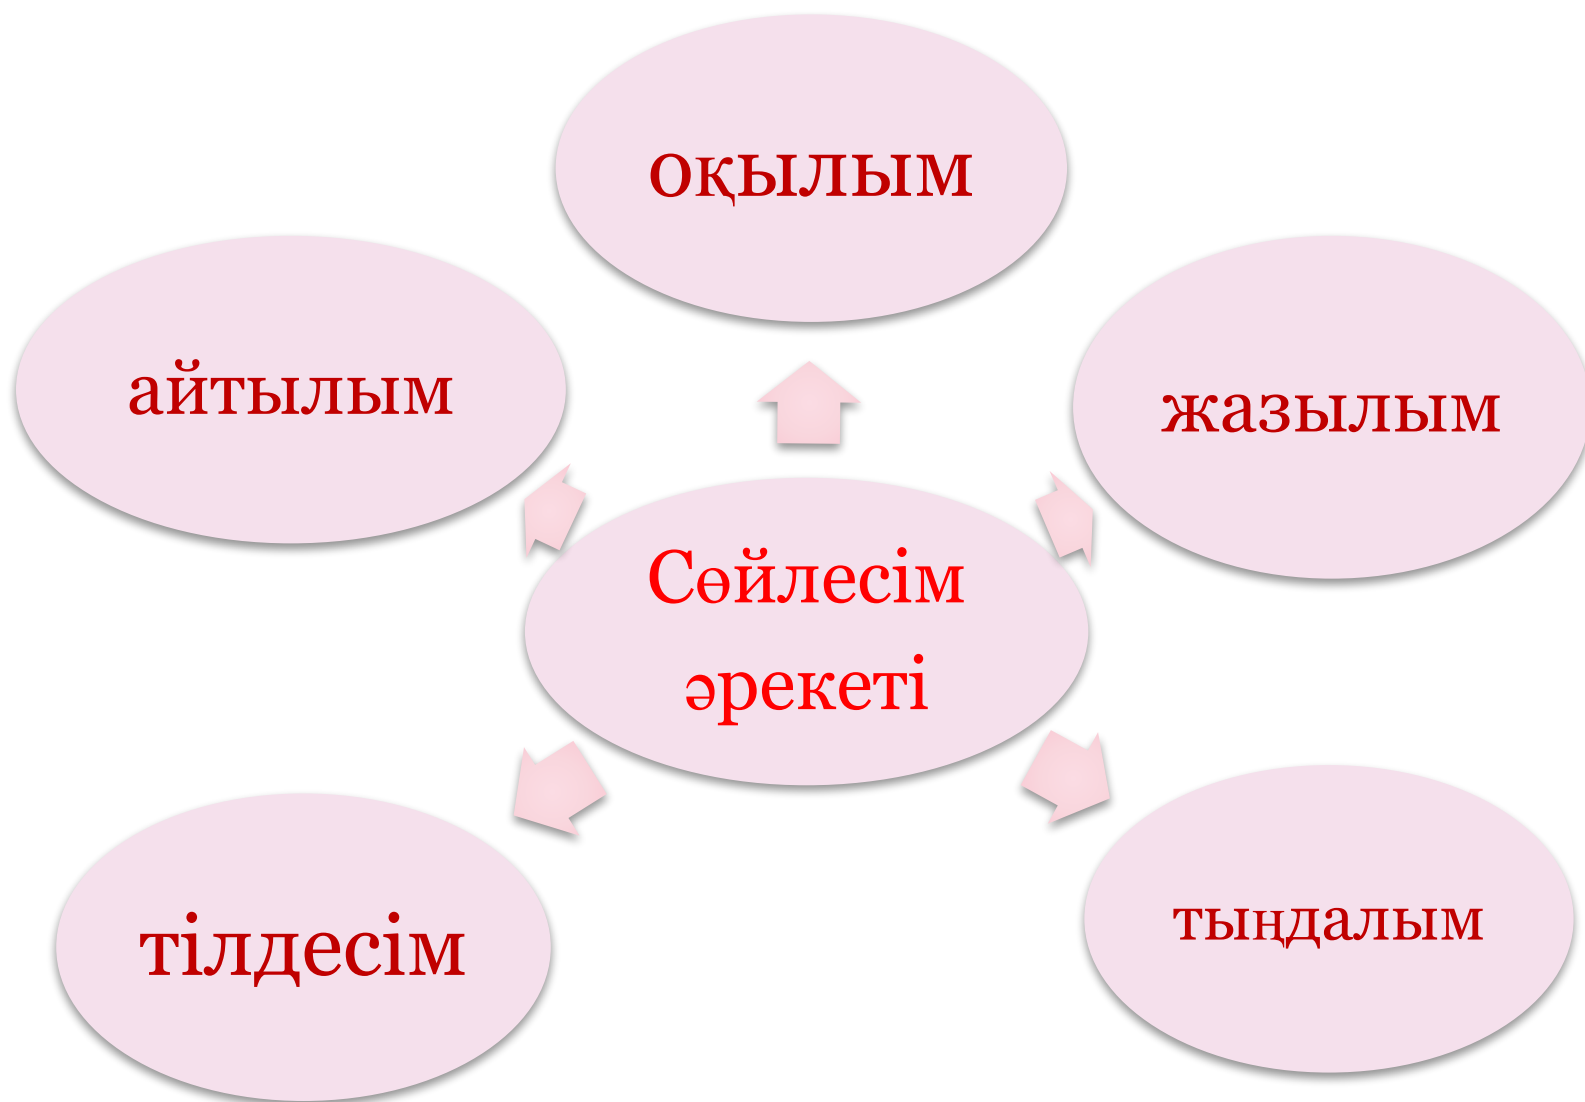 оқылым
айтылым
жазылым
Сөйлесім
әрекеті
тілдесім
тыңдалым